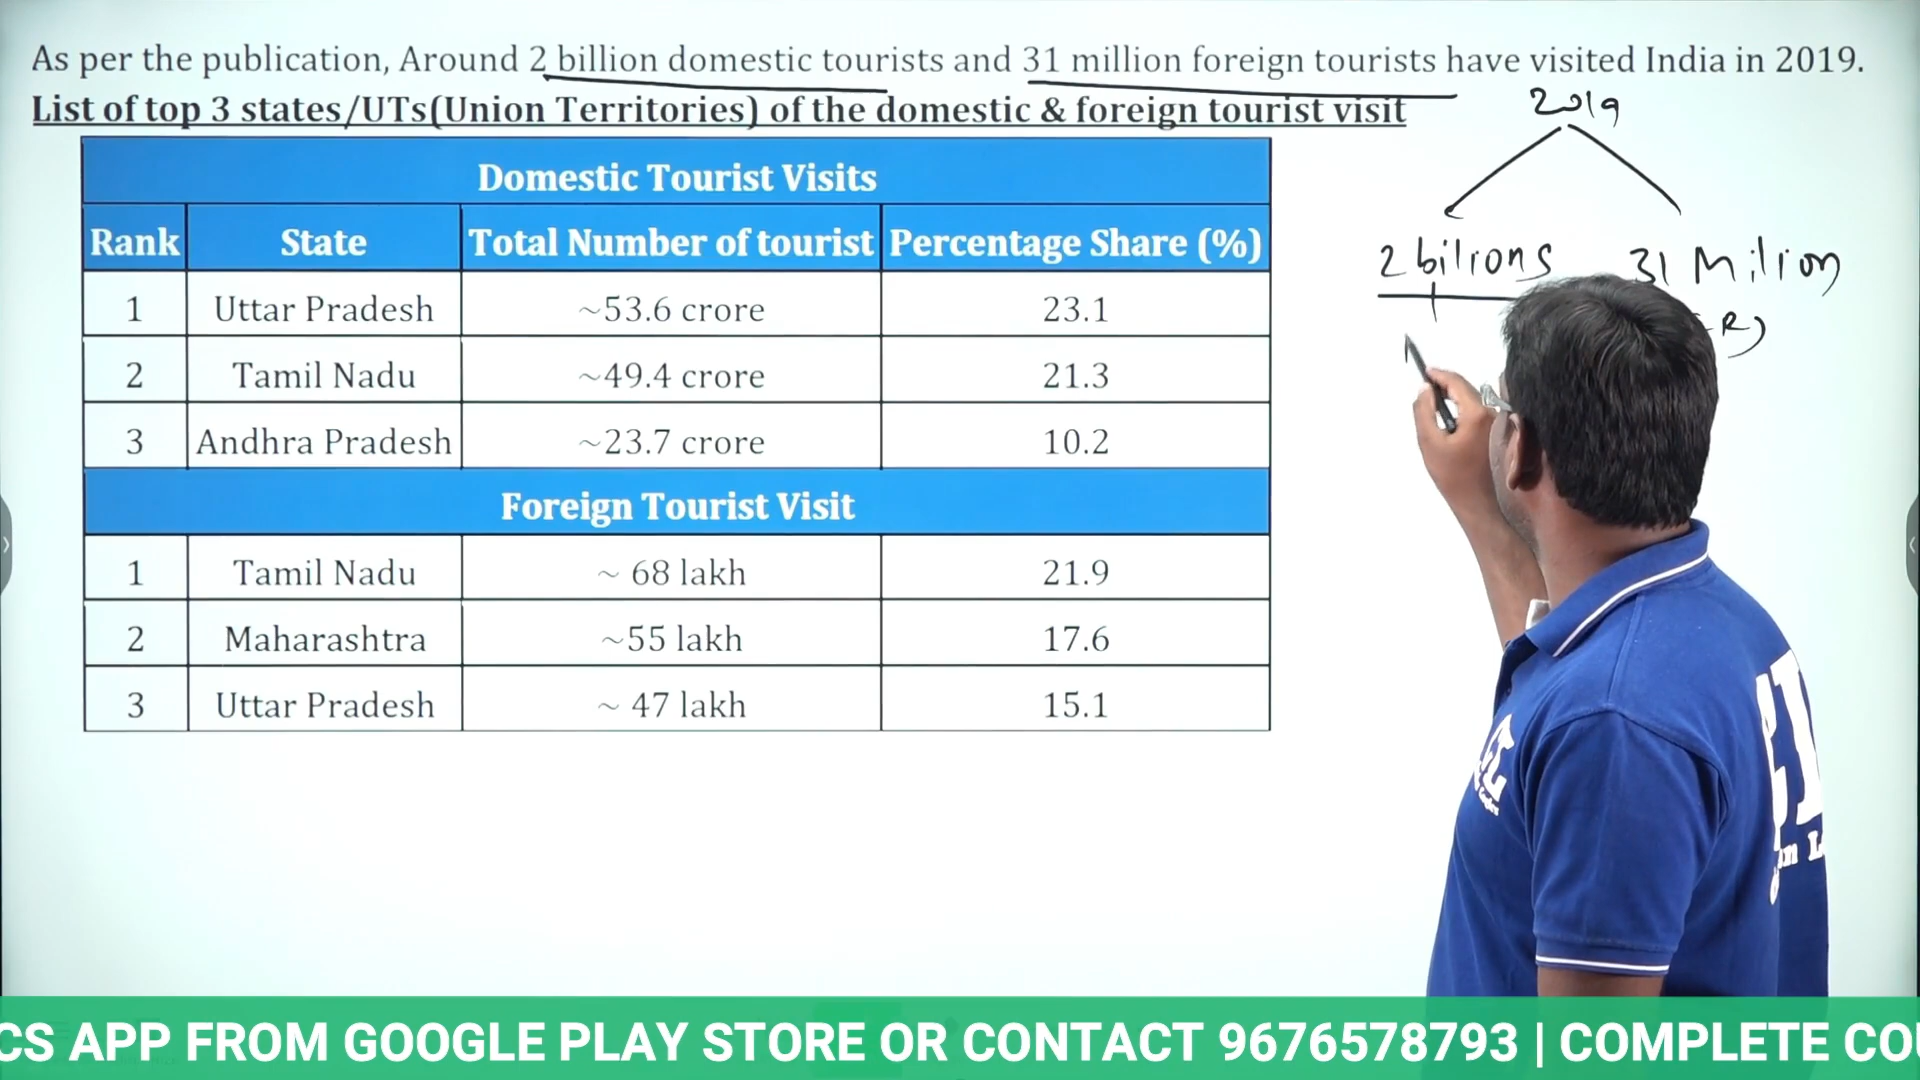 As per the publication, Around 2 billion domestic tourists and 31 million foreign tourists have visited India in 2019.
List of top 3 states/UTs(Union Territories) of the domestic & foreign tourist visit
2019
2 bilions 31 Milion
R)
Domestic Tourist Visits
Rank State Total Number of tourist Percentage Share (%)
1 Uttar Pradesh ~53.6 crore 23.1
2 Tamil Nadu ~49.4 crore 21.3
3 Andhra Pradesh ~23.7 crore 10.2
Foreign Tourist Visit
1 Tamil Nadu ~ 68 lakh 21.9
2 Maharashtra ~55 lakh 17.6
3 Uttar Pradesh ~ 47 lakh 15.1
CS APP FROM GOOGLE PLAY STORE OR CONTACT 9676578793 | COMPLETE CO